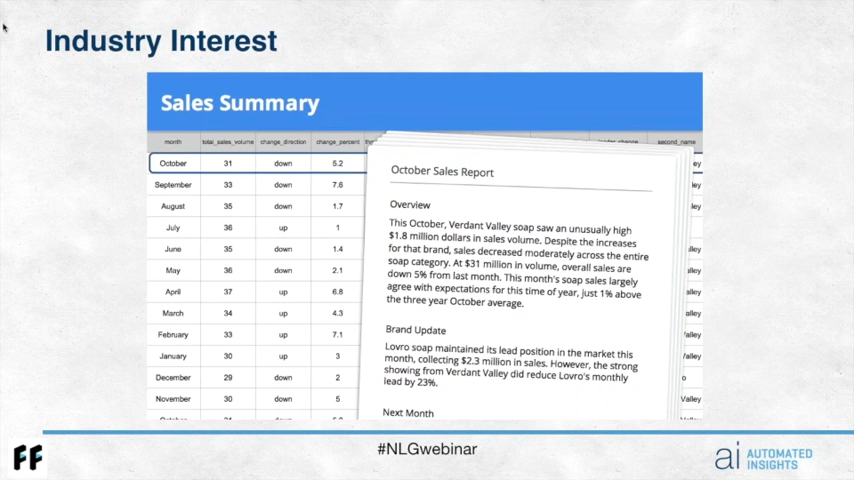 Industry Interest
Sales Summary
month total_sales_volume change_direction change_percent leader_change second_name
October 31 down 5.2
September 33 down 7.6
August 35 down 1.7
July 36 up 1
June 35 down 1.4
May 36 down 2.1
April 37 up 6.8
March 34 up 4.3
February 33 up 7.1
January 30 up 3
December 29 down 2
November 30 down 5
October Sales Report
Overview
This October, Verdant Valley soap saw an unusually high
$1.8 million dollars in sales volume. Despite the increases
for that brand, sales decreased moderately across the entire
soap category. At $31 million in volume, overall sales are
down 5% from last month. This month's soap sales largely
agree with expectations for this time of year, just 1% above
the three year October average.
Brand Update
Lovro soap maintained its lead position in the market this
month, collecting $2.3 million in sales. However, the strong
showing from Verdant Valley did reduce Lovro's monthly
lead by 23%.
Next Month
#NLGwebinar
FF
ai AUTOMATED
INSIGHTS